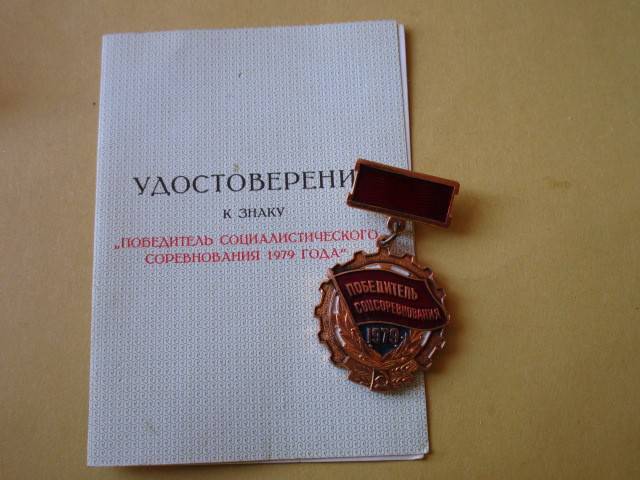 УДОСТОВЕРЕНИ
К ЗНАКУ
„ПОБЕДИТЕЛЬ СОЦИАЛИСТИЧЕСКОГО
СОРЕВНОВАНИЯ 1979 ГОДА"
ПОБЕДИТЕЛЬ
СОЦСОРЕВНОВАНИЯ
1979